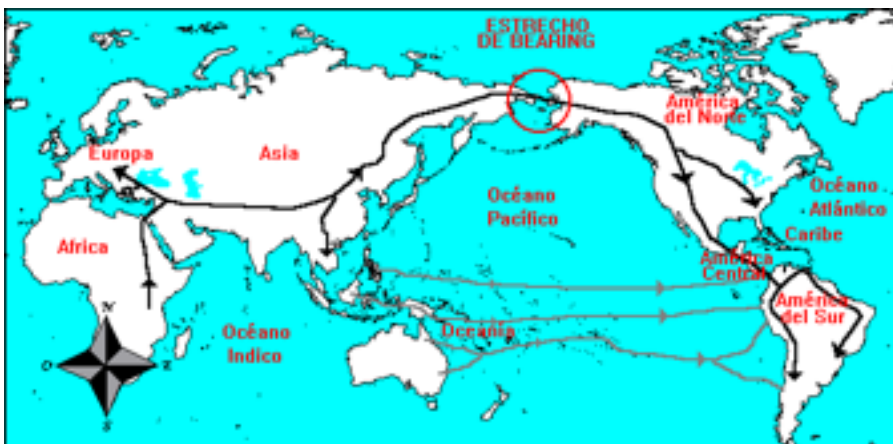 ESTRECHO
DE BEARING
América
del Norte
Europa
Asia
Océano
Pacífico
Océano
Atlántico
Africa
Caribe
América
Central
América
del Sur
Océano
Indico
Oceanía
N
O
E
S